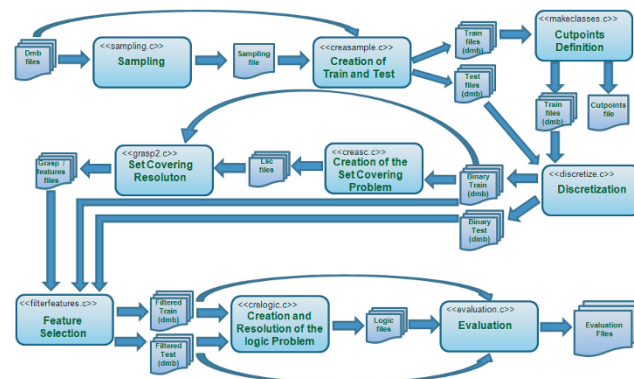 <<sampling.c>>
Sampling
Dmb
files
Sampling
file
<<creasample.c>>
Creation of
Train and Test
Train
files
(dmb)
Test
files
(dmb)
<<makeclasses.c>>
Cutpoints
Definition
Train
files
(dmb)
Cutpoints
file
<<grasp2.c>>
Set Covering
Resoluton
Grasp /
features
files
Lsc
files
<<creasc.c>>
Creation of the
Set Covering
Problem
Binary
Train
(dmb)
<<discretize.c>>
Discretization
Binary
Test
(dmb)
<<filterfeatures.c>>
Feature
Selection
Filtered
Train
(dmb)
Filtered
Test
(dmb)
<<crelogic.c>>
Creation and
Resolution of the
logic Problem
Logic
files
<<evaluation.c>>
Evaluation
Evaluation
Files